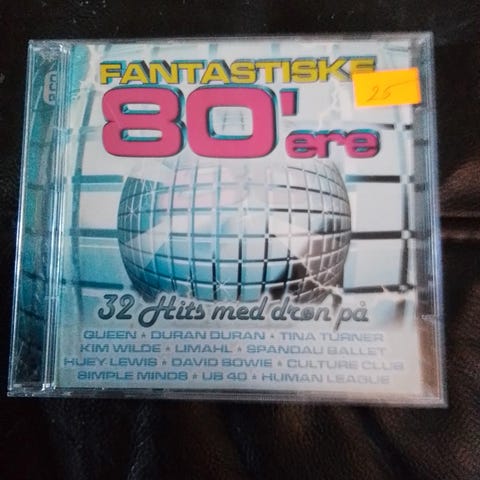 FANTASTISKE
80'ere
25
32 Hits med drøn på
QUEEN ★ DURAN DURAN ★ TINA TURNER
KIM WILDE ★ LIMAHL ★ SPANDAU BALLET
HUEY LEWIS ★ DAVID BOWIE ★ CULTURE CLUB
SIMPLE MINDS ★ UB 40 ★ HUMAN LEAGUE